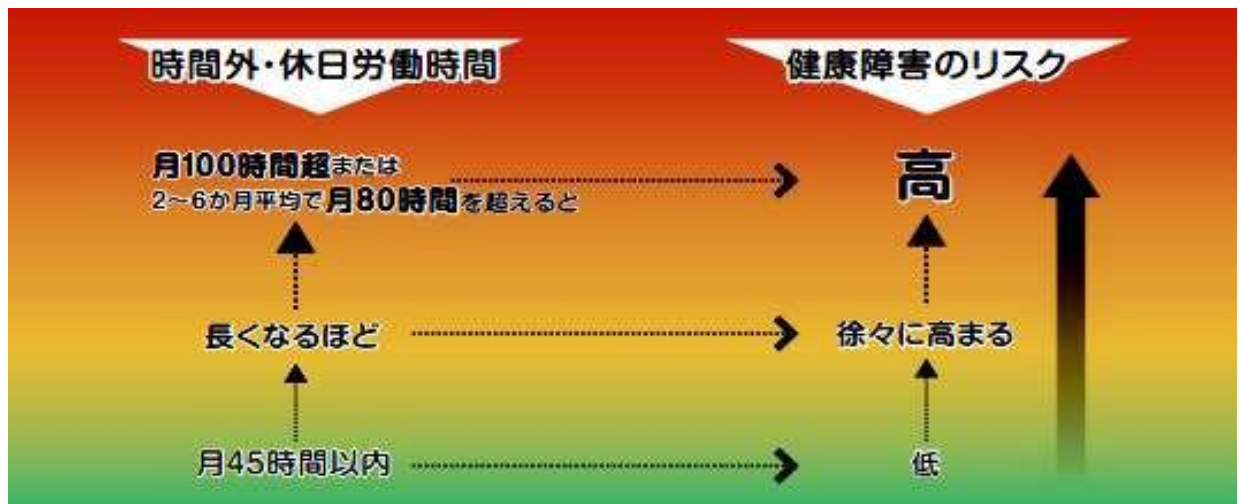 時間外・休日労働時間
健康障害のリスク
月100時間超または
2～6か月平均で月80時間を超えると
高
長くなるほど
徐々に高まる
月45時間以内
低